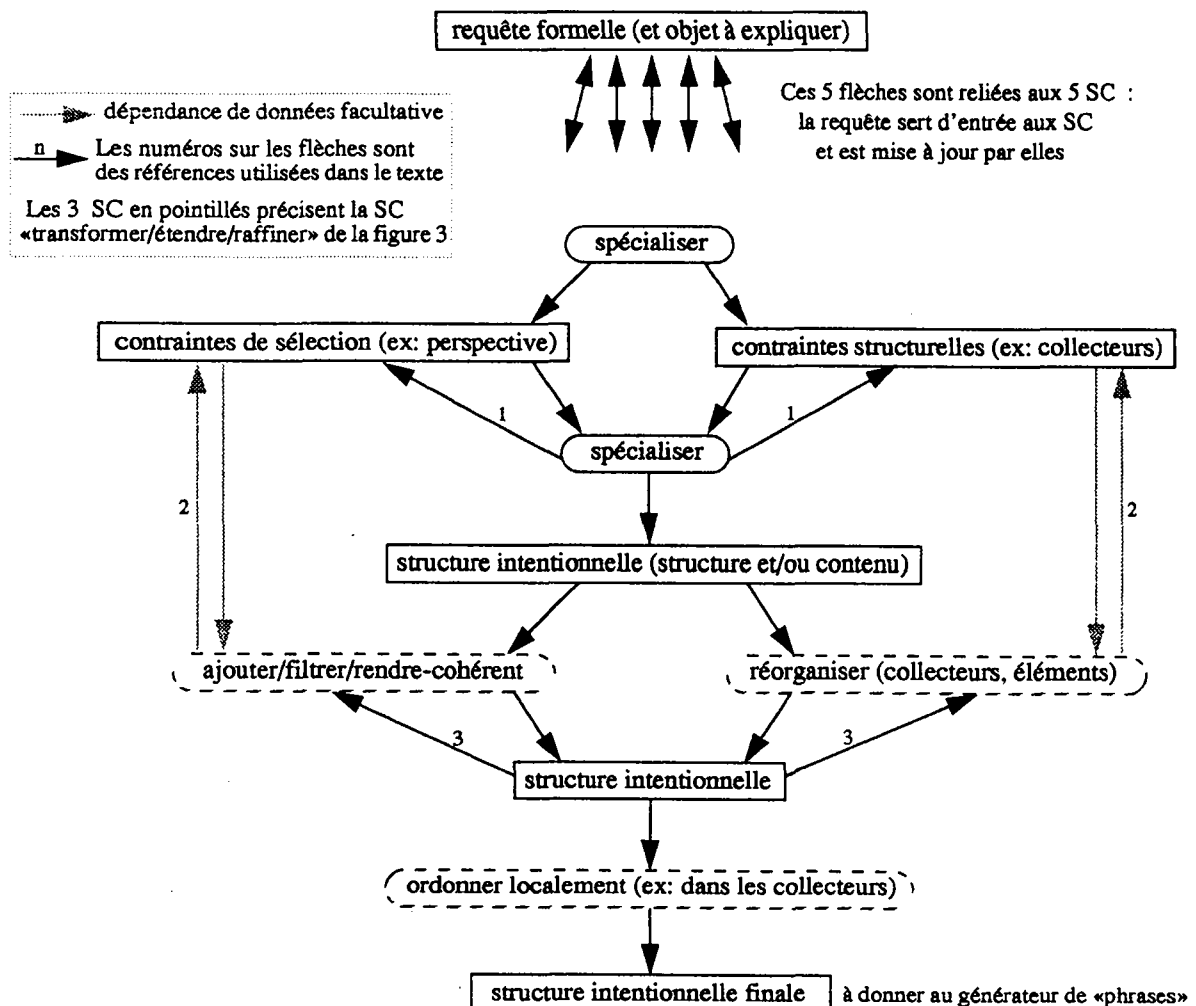 requête formelle (et objet à expliquer)
Ces 5 flèches sont reliées aux 5 SC :
la requête sert d'entrée aux SC
et est mise à jour par elles
dépendance de données facultative
n
Les numéros sur les flèches sont
des références utilisées dans le texte
Les 3 SC en pointillés précisent la SC
«transformer/étendre/raffiner» de la figure 3
spécialiser
contraintes de sélection (ex: perspective)
contraintes structurelles (ex: collecteurs)
1
1
spécialiser
2
2
structure intentionnelle (structure et/ou contenu)
ajouter/filtrer/rendre-cohérent
réorganiser (collecteurs, éléments)
3
3
structure intentionnelle
ordonner localement (ex: dans les collecteurs)
structure intentionnelle finale
à donner au générateur de «phrases»